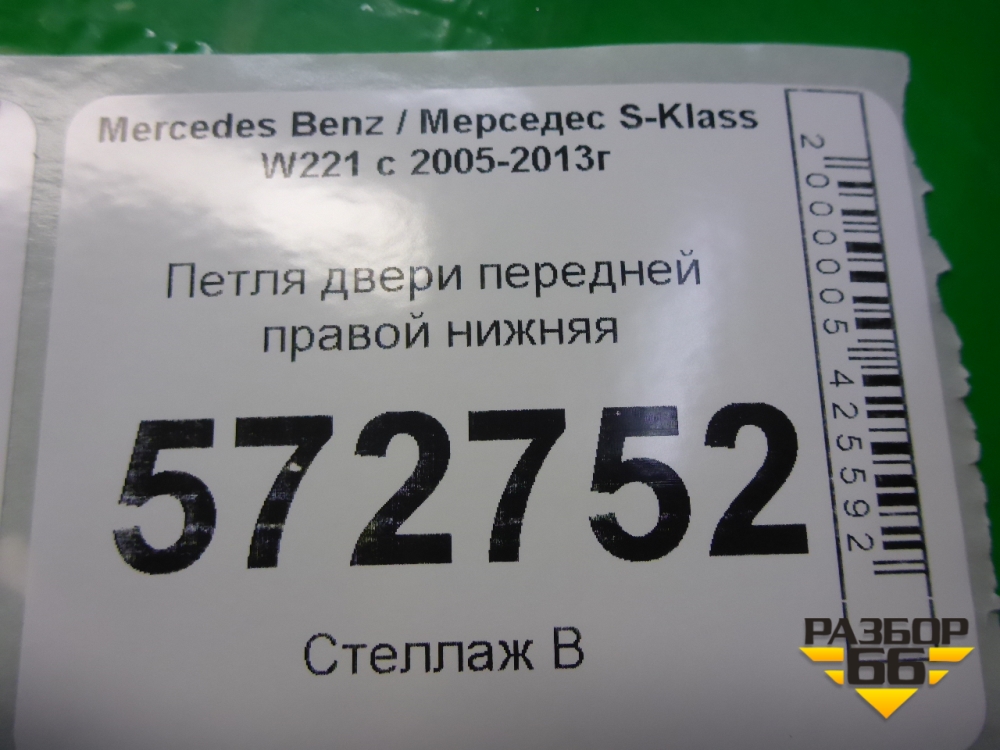 Mercedes Benz / Мерседес S-Klass
W221 с 2005-2013г
Петля двери передней
правой нижняя
572752
Стеллаж В
2000005425592
РАЗБОР
66